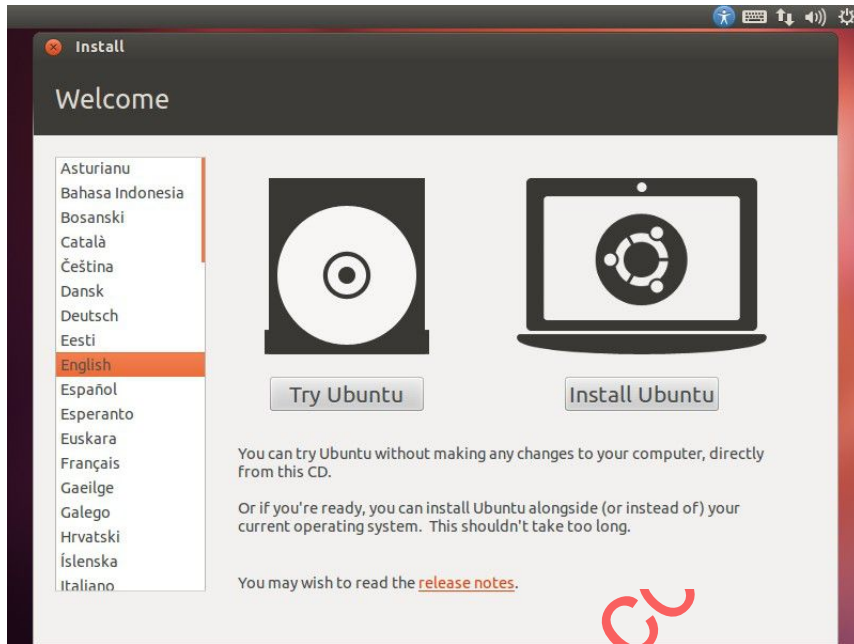 Install
Welcome
Asturianu
Bahasa Indonesia
Bosanski
Català
Čeština
Dansk
Deutsch
Eesti
English
Español
Esperanto
Euskara
Français
Gaeilge
Galego
Hrvatski
Íslenska
Italiano
Try Ubuntu
Install Ubuntu
You can try Ubuntu without making any changes to your computer, directly
from this CD.
Or if you're ready, you can install Ubuntu alongside (or instead of) your
current operating system. This shouldn't take too long.
You may wish to read the release notes.